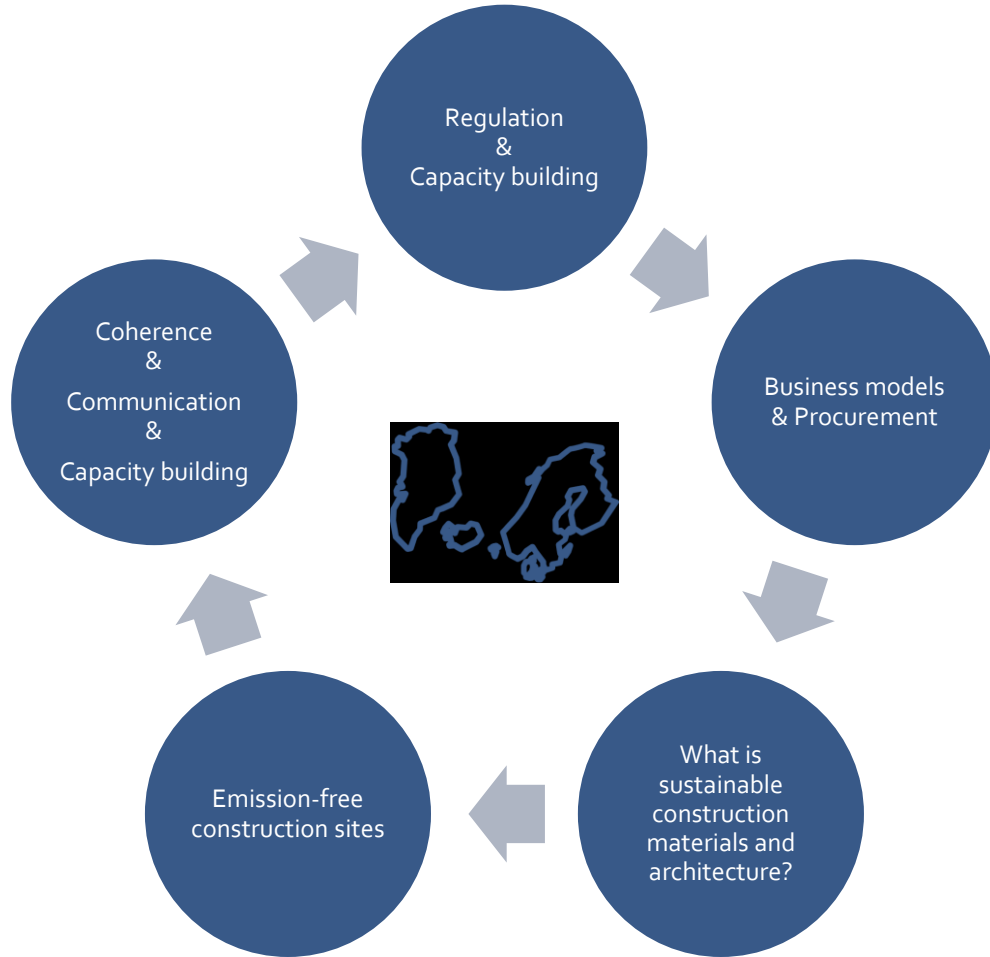 Regulation
&
Capacity building
Business models
& Procurement
What is
sustainable
construction
materials and
architecture?
Emission-free
construction sites
Coherence
&
Communication
&
Capacity building